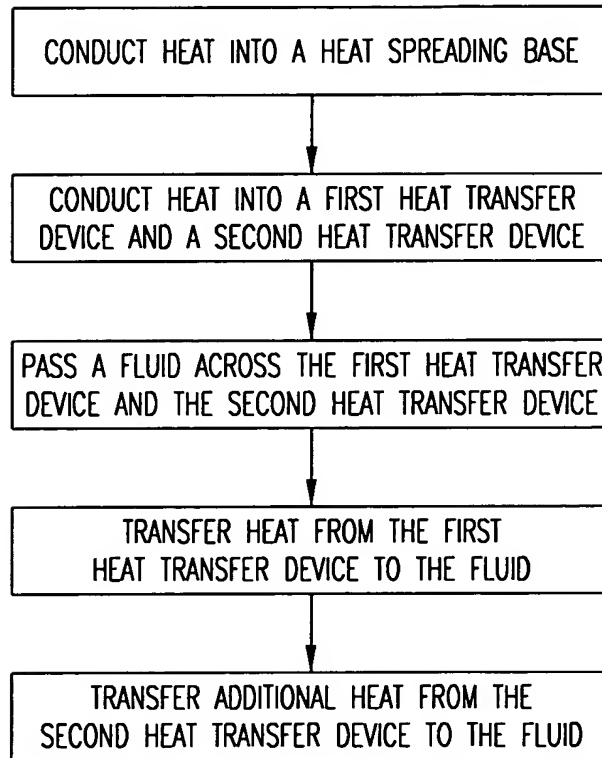 CONDUCT HEAT INTO A HEAT SPREADING BASE
CONDUCT HEAT INTO A FIRST HEAT TRANSFER
DEVICE AND A SECOND HEAT TRANSFER DEVICE
PASS A FLUID ACROSS THE FIRST HEAT TRANSFER
DEVICE AND THE SECOND HEAT TRANSFER DEVICE
TRANSFER HEAT FROM THE FIRST
HEAT TRANSFER DEVICE TO THE FLUID
TRANSFER ADDITIONAL HEAT FROM THE
SECOND HEAT TRANSFER DEVICE TO THE FLUID